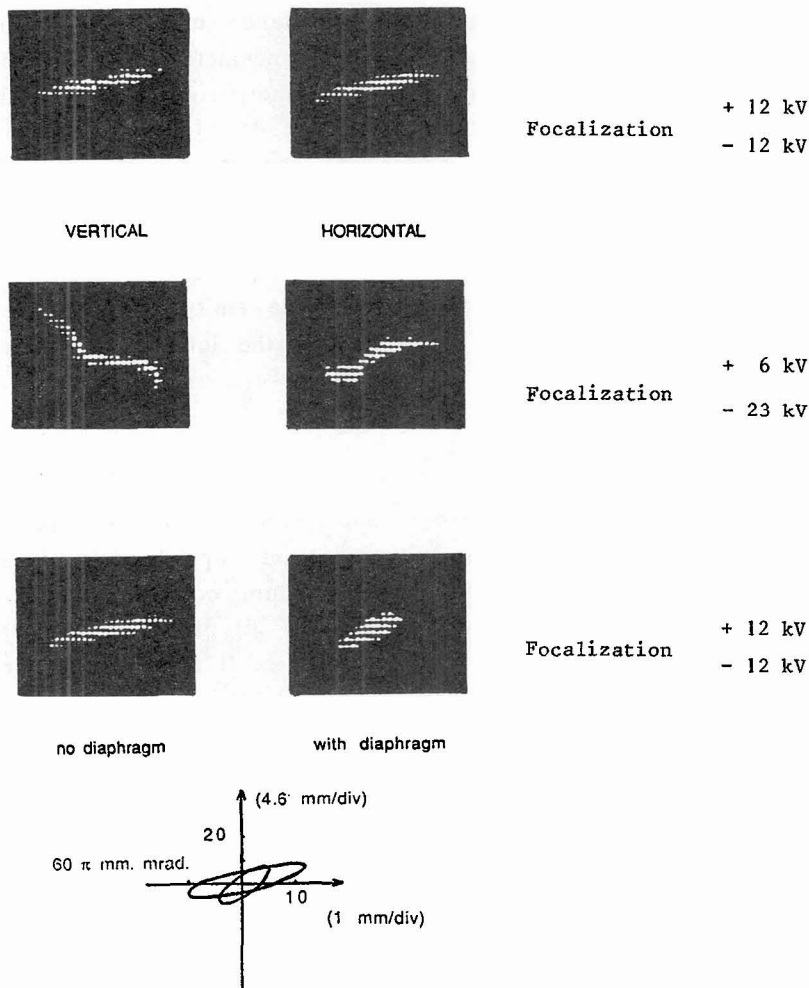 Focalization + 12 kV
- 12 kV
VERTICAL HORIZONTAL
Focalization + 6 kV
- 23 kV
Focalization + 12 kV
- 12 kV
no diaphragm with diaphragm
(4.6 mm/div)
20
60 π mm. mrad.
10
(1 mm/div)